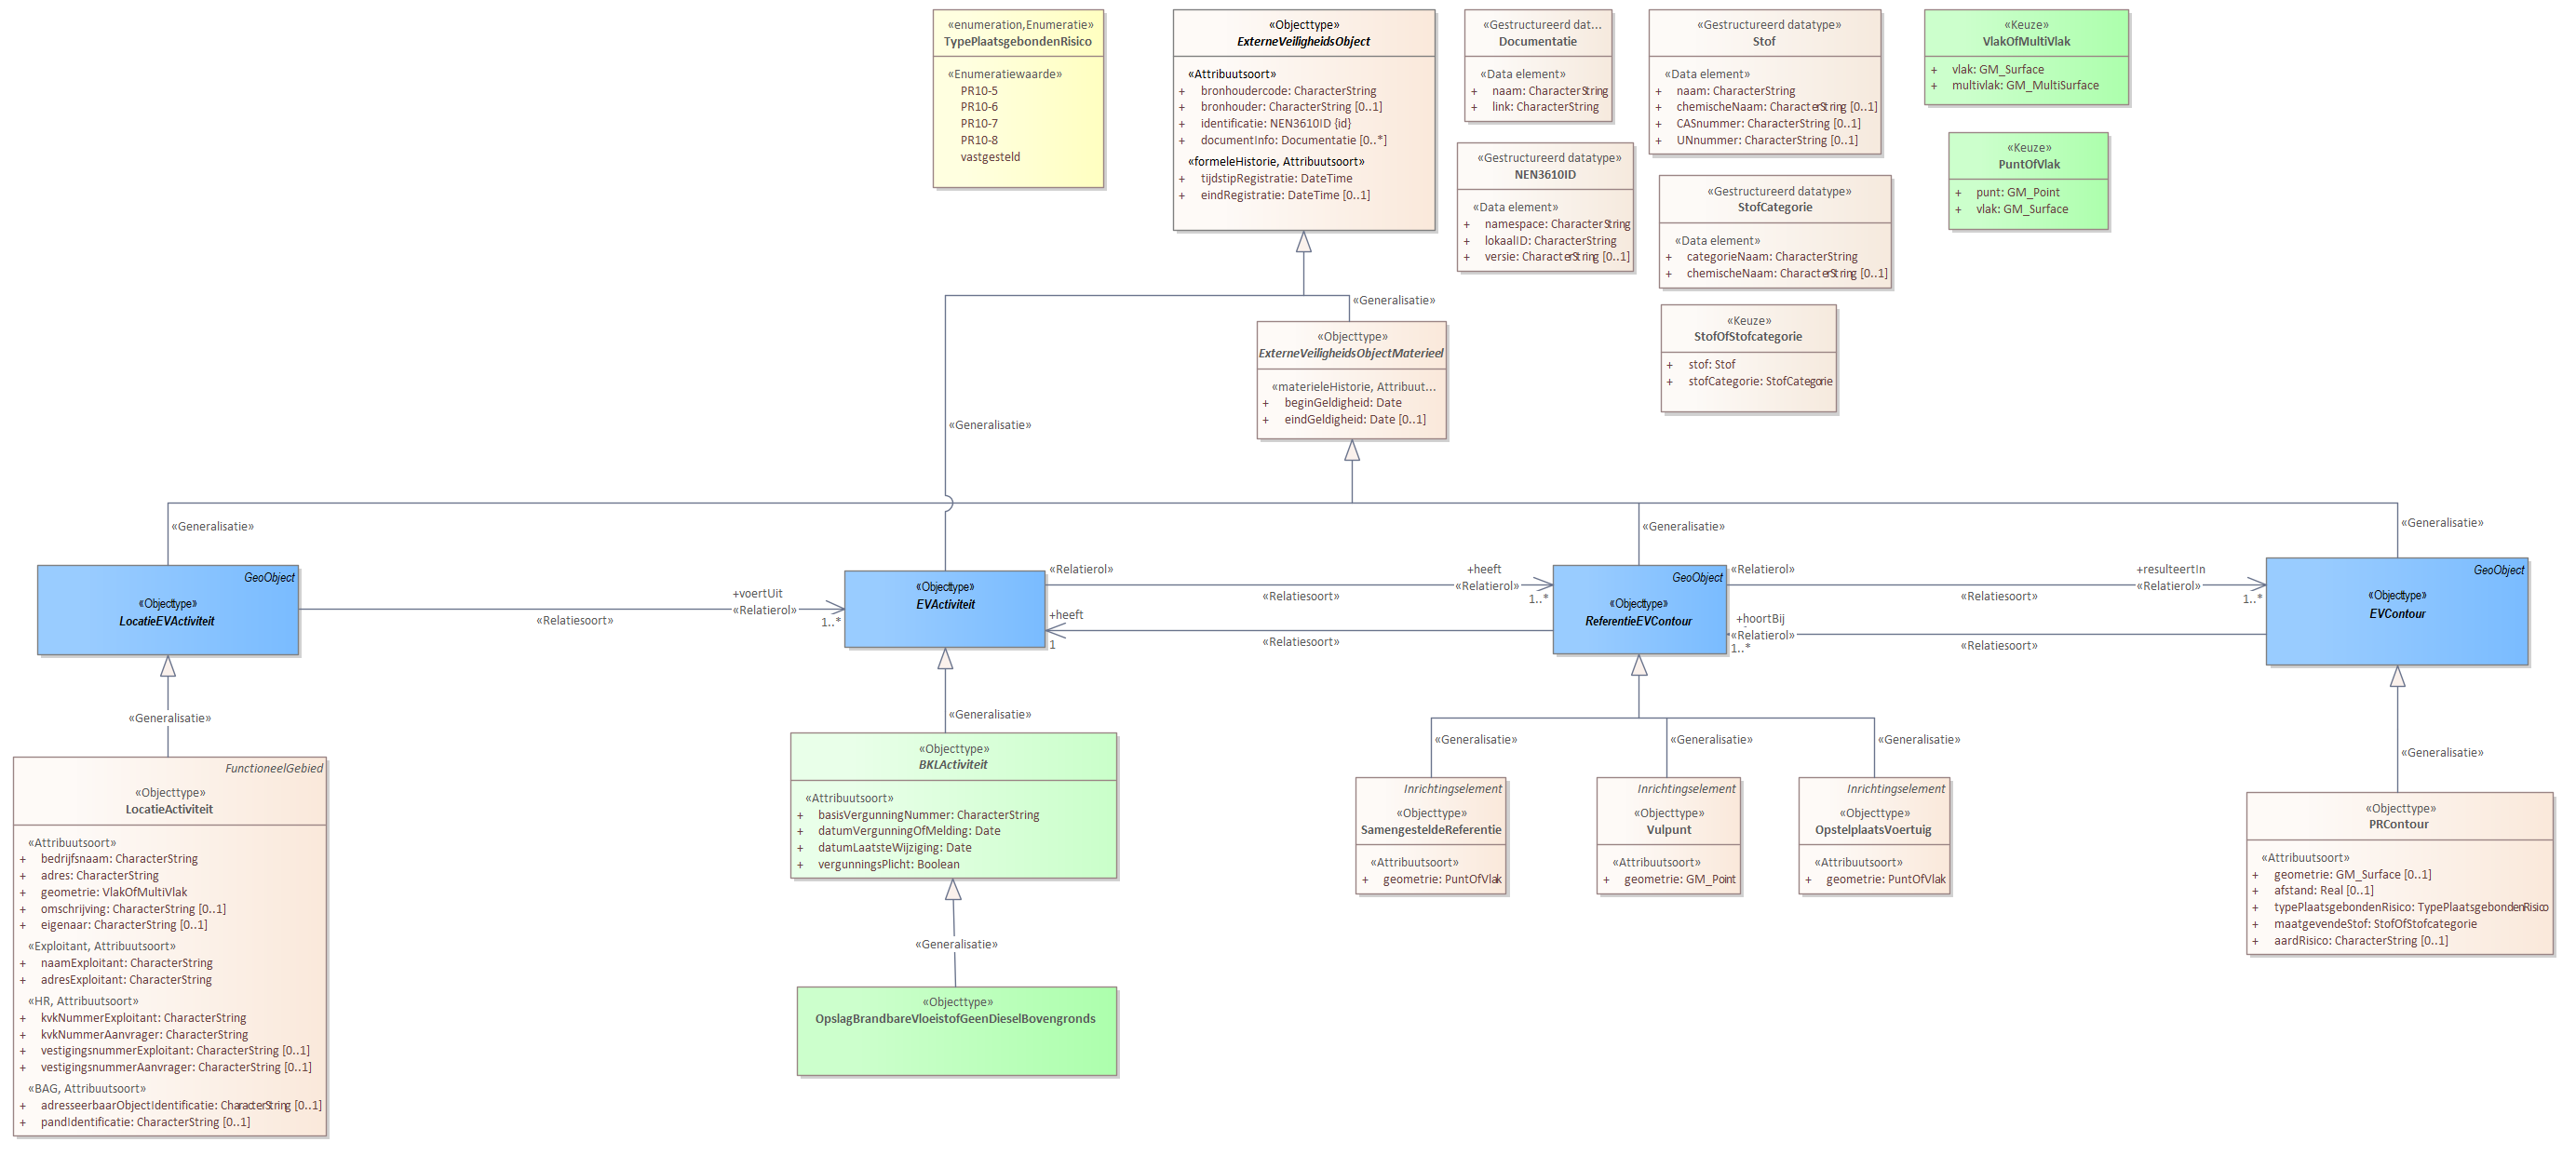 «enumeration,Enumeratie»
TypePlaatsgebondenRisico
«Enumeratiewaarde»
PR10-5
PR10-6
PR10-7
PR10-8
vastgesteld
«Objecttype»
ExterneVeiligheidsObject
«Attribuutsoort»
+ bronhoudercode: CharacterString
+ bronhouder: CharacterString [0..1]
+ identificatie: NEN3610ID {id}
+ documentInfo: Documentatie [0..*]
«formeleHistorie, Attribuutsoort»
+ tijdstipRegistratie: DateTime
+ eindRegistratie: DateTime [0..1]
«Gestructureerd dat...
Documentatie
«Data element»
+ naam: CharacterString
+ link: CharacterString
«Gestructureerd datatype»
NEN3610ID
«Data element»
+ namespace: CharacterString
+ lokaalID: CharacterString
+ versie: CharacterString [0..1]
«Gestructureerd datatype»
Stof
«Data element»
+ naam: CharacterString
+ chemischeNaam: CharacterString [0..1]
+ CASnummer: CharacterString [0..1]
+ UNnummer: CharacterString [0..1]
«Gestructureerd datatype»
StofCategorie
«Data element»
+ categorieNaam: CharacterString
+ chemischeNaam: CharacterString [0..1]
«Keuze»
StofOfStofcategorie
+ stof: Stof
+ stofCategorie: StofCategorie
«Keuze»
VlakOfMultiVlak
+ vlak: GM_Surface
+ multivlak: GM_MultiSurface
«Keuze»
PuntOfVlak
+ punt: GM_Point
+ vlak: GM_Surface
«Generalisatie»
«Objecttype»
ExterneVeiligheidsObjectMaterieel
«materieleHistorie, Attribuut...
+ beginGeldigheid: Date
+ eindGeldigheid: Date [0..1]
«Generalisatie»
«Generalisatie»
«Generalisatie»
«Generalisatie»
GeoObject
«Objecttype»
LocatieEVActiviteit
+voertUit
«Relatierol»
1..*
«Relatiesoort»
«Objecttype»
EVActiviteit
«Relatierol»
+heeft
«Relatierol»
1..*
«Relatiesoort»
+heeft
1
«Relatiesoort»
GeoObject
«Objecttype»
ReferentieEVContour
«Relatierol»
+resulteertIn
«Relatierol»
1..*
«Relatiesoort»
+hoortBij
«Relatierol»
1..*
«Relatiesoort»
GeoObject
«Objecttype»
EVContour
«Generalisatie»
«Generalisatie»
«Generalisatie»
«Generalisatie»
«Generalisatie»
«Generalisatie»
FunctioneelGebied
«Objecttype»
LocatieActiviteit
«Attribuutsoort»
+ bedrijfsnaam: CharacterString
+ adres: CharacterString
+ geometrie: VlakOfMultiVlak
+ omschrijving: CharacterString [0..1]
+ eigenaar: CharacterString [0..1]
«Exploitant, Attribuutsoort»
+ naamExploitant: CharacterString
+ adresExploitant: CharacterString
«HR, Attribuutsoort»
+ kvkNummerExploitant: CharacterString
+ kvkNummerAanvrager: CharacterString
+ vestigingsnummerExploitant: CharacterString [0..1]
+ vestigingsnummerAanvrager: CharacterString [0..1]
«BAG, Attribuutsoort»
+ adresseerbaarObjectIdentificatie: CharacterString [0..1]
+ pandIdentificatie: CharacterString [0..1]
«Objecttype»
BKLActiviteit
«Attribuutsoort»
+ basisVergunningNummer: CharacterString
+ datumVergunningOfMelding: Date
+ datumLaatsteWijziging: Date
+ vergunningsPlicht: Boolean
«Generalisatie»
«Objecttype»
OpslagBrandbareVloeistofGeenDieselBovengronds
Inrichtingselement
«Objecttype»
SamengesteldeReferentie
«Attribuutsoort»
+ geometrie: PuntOfVlak
Inrichtingselement
«Objecttype»
Vulpunt
«Attribuutsoort»
+ geometrie: GM_Point
Inrichtingselement
«Objecttype»
OpstelplaatsVoertuig
«Attribuutsoort»
+ geometrie: PuntOfVlak
«Objecttype»
PRContour
«Attribuutsoort»
+ geometrie: GM_Surface [0..1]
+ afstand: Real [0..1]
+ typePlaatsgebondenRisico: TypePlaatsgebondenRisico
+ maatgevendeStof: StofOfStofcategorie
+ aardRisico: CharacterString [0..1]